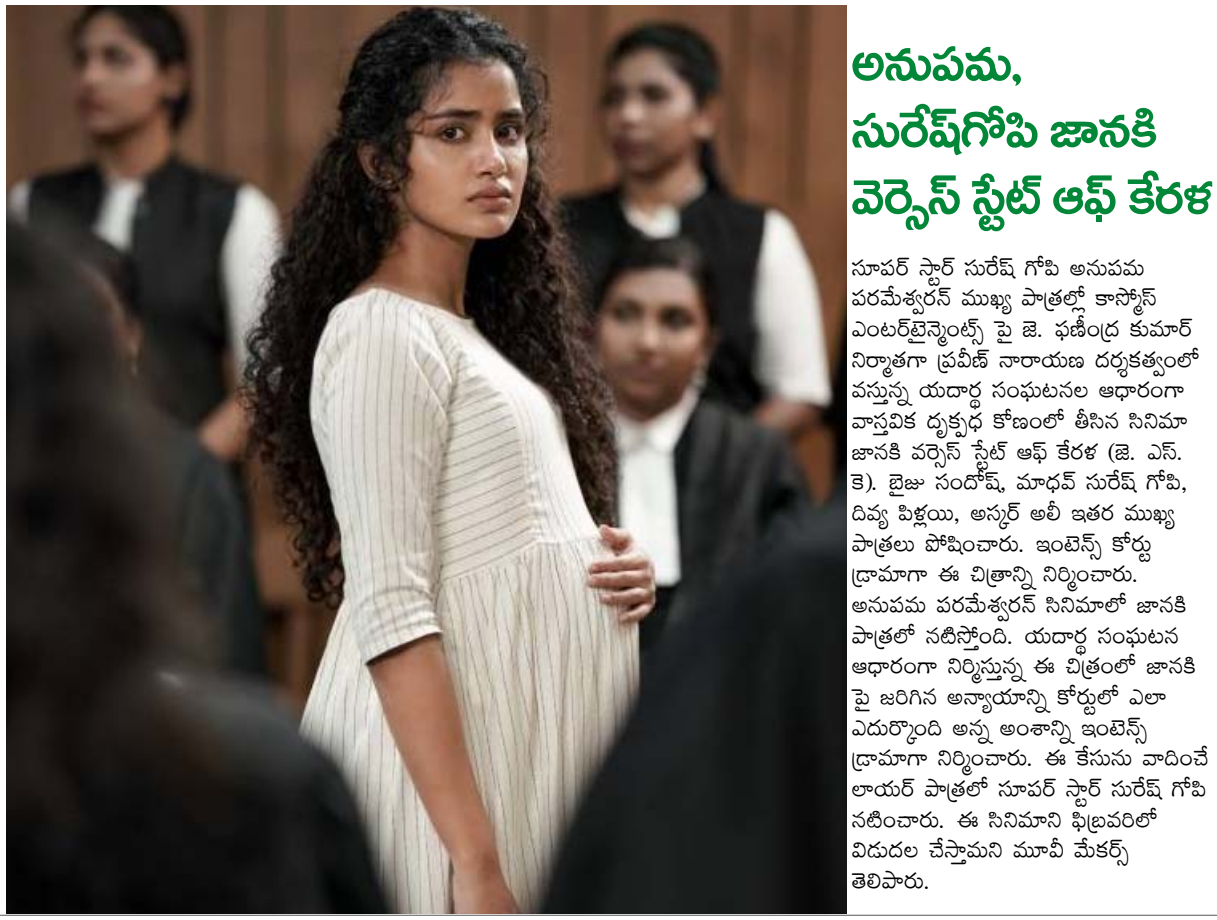 అనుపమ,
సురేష్‌గోపి జానకి
వెర్సెస్ స్టేట్ ఆఫ్ కేరళ
సూపర్ స్టార్ సురేష్ గోపి అనుపమ
పరమేశ్వరన్ ముఖ్య పాత్రల్లో కాస్మోస్
ఎంటర్‌టైన్మెంట్స్ పై జె. ఫణీంద్ర కుమార్
నిర్మాతగా ప్రవీణ్ నారాయణ దర్శకత్వంలో
వస్తున్న యదార్థ సంఘటనల ఆధారంగా
వాస్తవిక దృక్పధ కోణంలో తీసిన సినిమా
జానకి వర్సెస్ స్టేట్ ఆఫ్ కేరళ (జె. ఎస్.
కె). బైజు సందోష్, మాధవ్ సురేష్ గోపి,
దివ్య పిళ్లయి, అస్కర్ అలీ ఇతర ముఖ్య
పాత్రలు పోషించారు. ఇంటెన్స్ కోర్టు
డ్రామాగా ఈ చిత్రాన్ని నిర్మించారు.
అనుపమ పరమేశ్వరన్ సినిమాలో జానకి
పాత్రలో నటిస్తోంది. యదార్థ సంఘటన
ఆధారంగా నిర్మిస్తున్న ఈ చిత్రంలో జానకి
పై జరిగిన అన్యాయాన్ని కోర్టులో ఎలా
ఎదుర్కొంది అన్న అంశాన్ని ఇంటెన్స్
డ్రామాగా నిర్మించారు. ఈ కేసును వాదించే
లాయర్ పాత్రలో సూపర్ స్టార్ సురేష్ గోపి
నటించారు. ఈ సినిమాని ఫిబ్రవరిలో
విడుదల చేస్తామని మూవీ మేకర్స్
తెలిపారు.